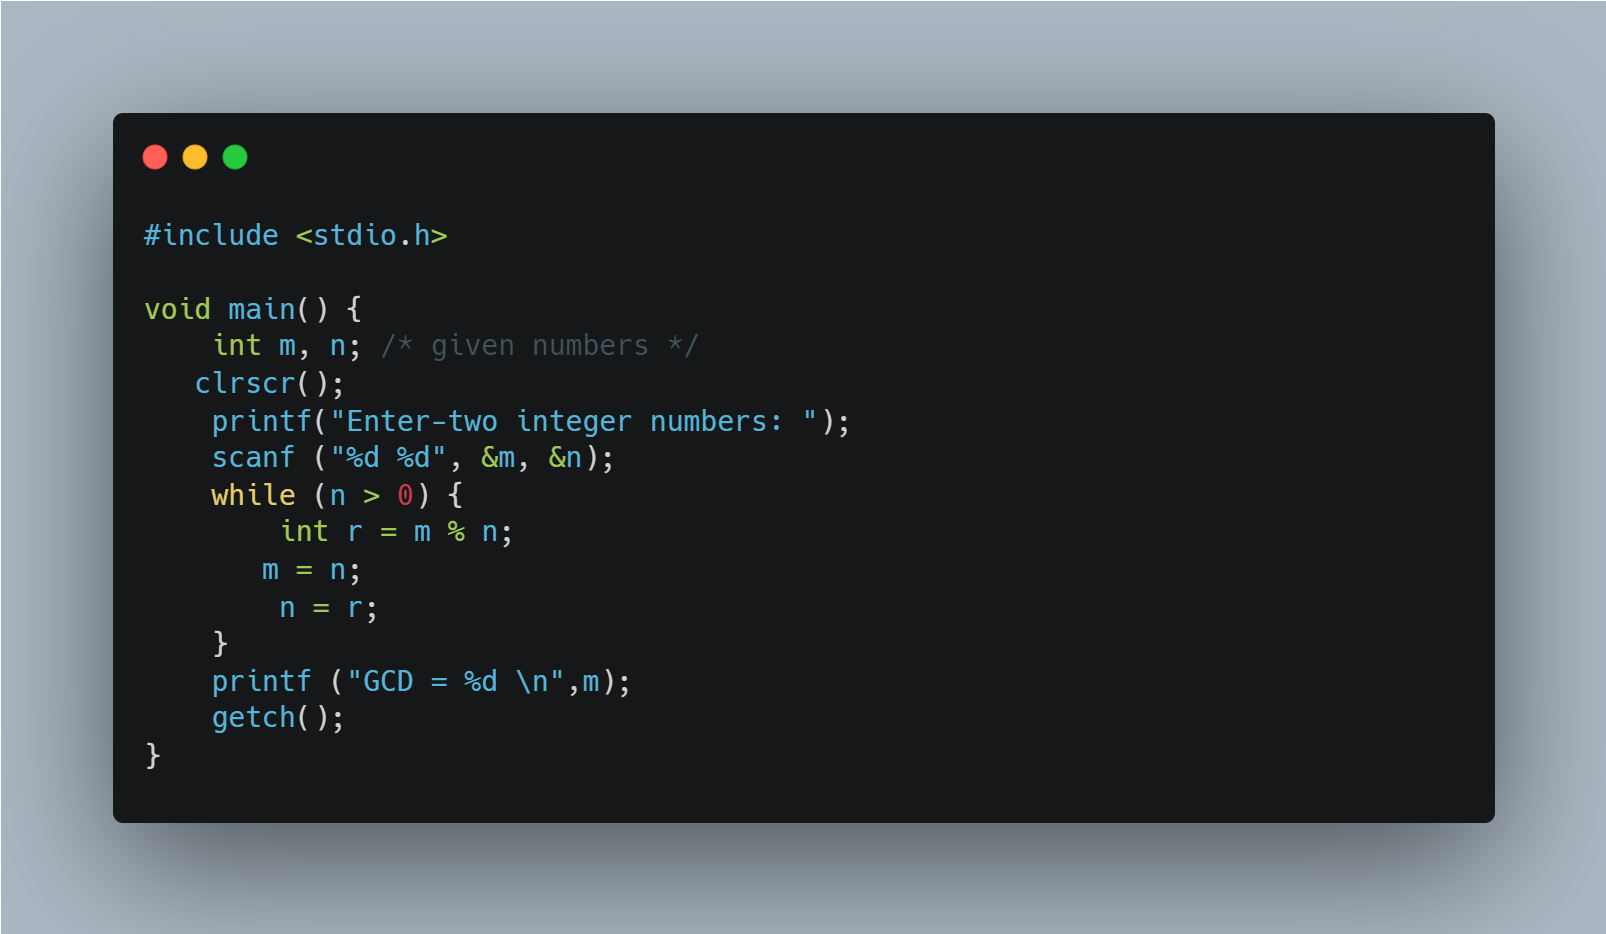 #include <stdio.h>

void main() {
    int m, n; /* given numbers */
   clrscr();
    printf("Enter-two integer numbers: ");
    scanf ("%d %d", &m, &n);
    while (n > 0) {
        int r = m % n;
       m = n;
        n = r;
    }
    printf ("GCD = %d \n",m);
    getch();
}